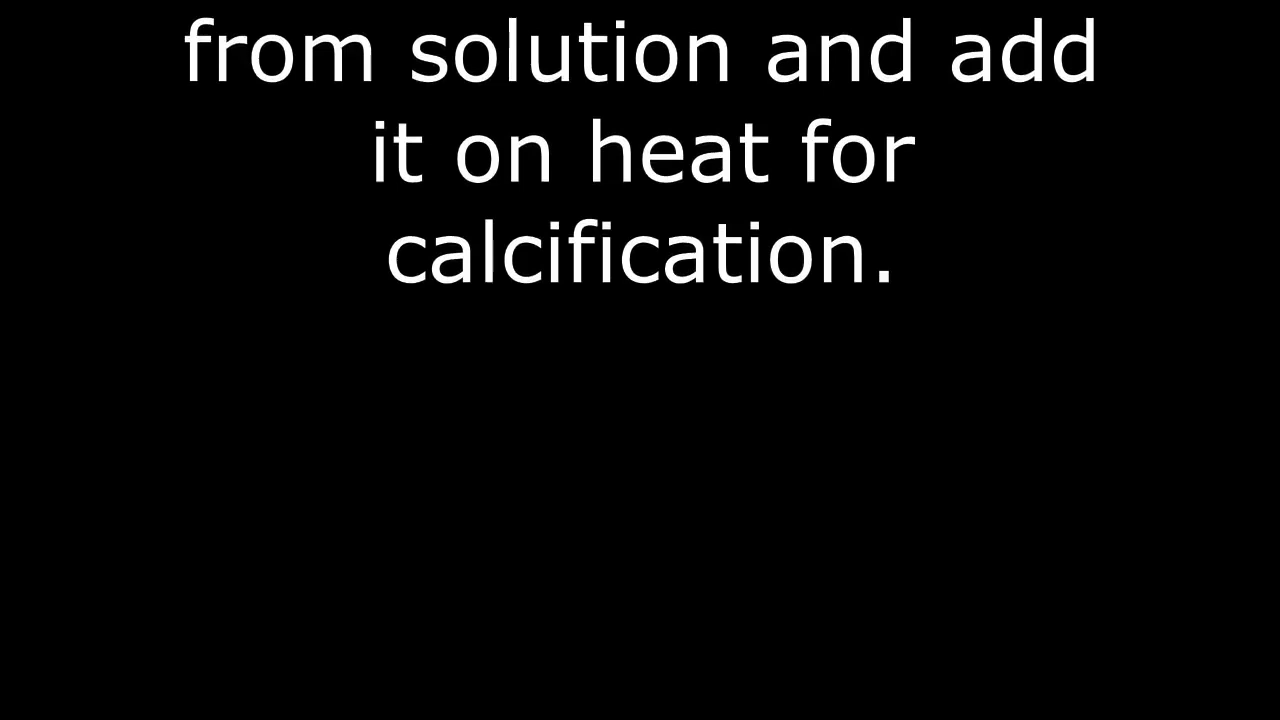 from solution and add
it on heat for
calcification.